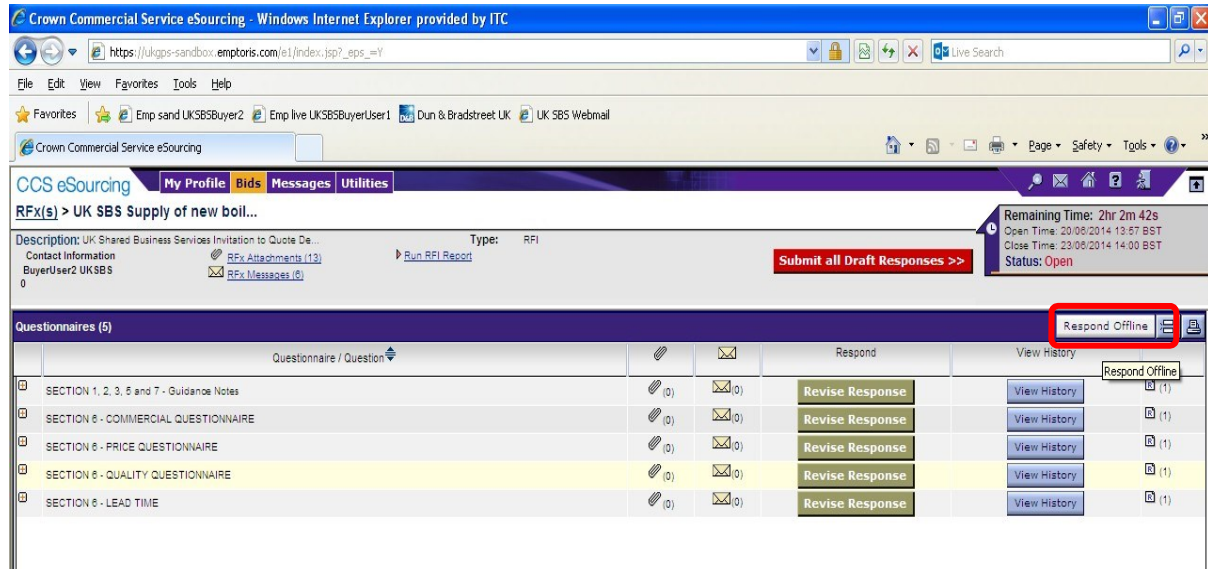 Crown Commercial Service eSourcing - Windows Internet Explorer provided by ITC
https://ukgps-sandbox.emptoris.com/e1/index.jsp?_eps_=Y
Live Search
File Edit View Favorites Tools Help
Favorites Emp sand UKSBSBuyer2 Emp live UKSBSBuyerUser1 Dun & Bradstreet UK UK SBS Webmail
Crown Commercial Service eSourcing Page Safety Tools
CCS eSourcing My Profile Bids Messages Utilities
RFx(s) > UK SBS Supply of new boil...
Remaining Time: 2hr 2m 42s
Open Time: 20/06/2014 13:57 BST
Close Time: 23/06/2014 14:00 BST
Status: Open
Description: UK Shared Business Services Invitation to Quote De... Type: RFI
Contact Information RFx Attachments (13) Run RFI Report
BuyerUser2 UKSBS RFx Messages (6)
0
Submit all Draft Responses >>
Questionnaires (5) Respond Offline
Questionnaire / Question Respond View History
Respond Offline
SECTION 1, 2, 3, 5 and 7 - Guidance Notes (0) (0) Revise Response View History R (1)
SECTION 6 - COMMERCIAL QUESTIONNAIRE (0) (0) Revise Response View History R (1)
SECTION 6 - PRICE QUESTIONNAIRE (0) (0) Revise Response View History R (1)
SECTION 6 - QUALITY QUESTIONNAIRE (0) (0) Revise Response View History R (1)
SECTION 6 - LEAD TIME (0) (0) Revise Response View History R (1)